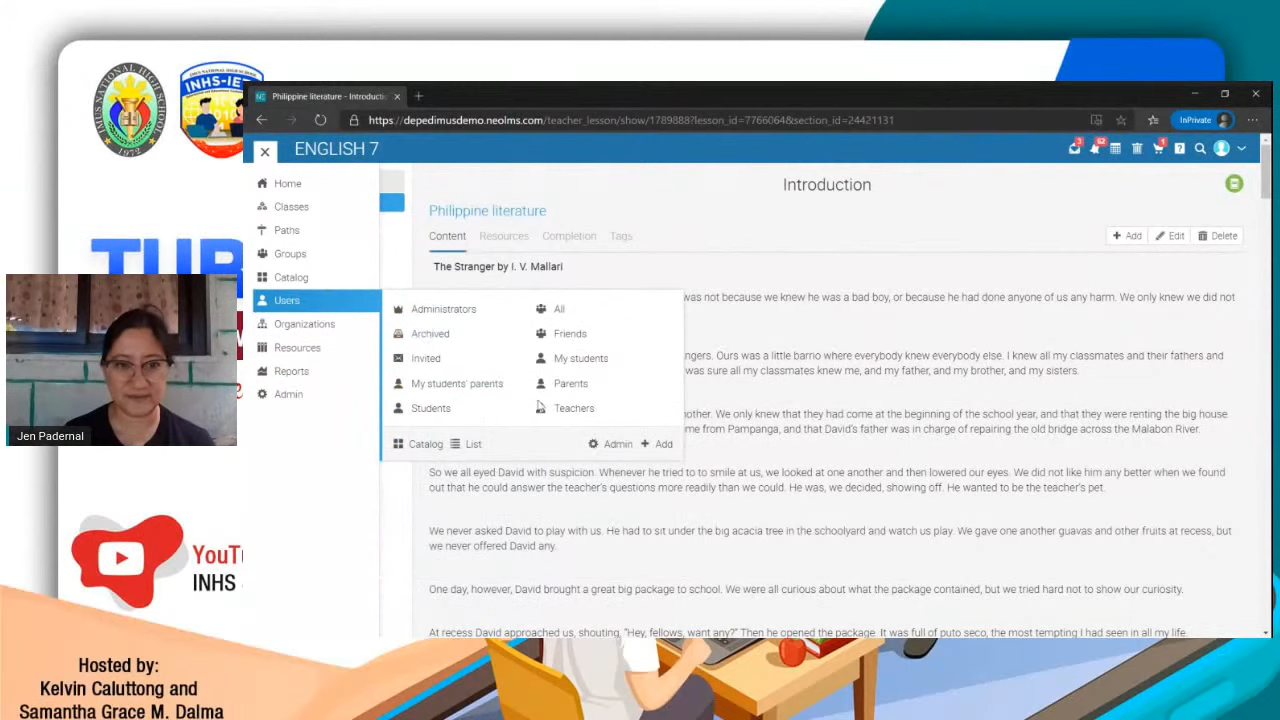 IMUS NATIONAL HIGH SCHOOL
1972
INHS-IET
Philippine literature - Introducti
https://depedimusdemo.neolms.com/teacher_lesson/show/1789888?lesson_id=7766064&section_id=24421131
InPrivate
ENGLISH 7
3
62
1
Home
Classes
Paths
Groups
Catalog
Users
Organizations
Resources
Reports
Admin
Introduction
Philippine literature
Content Resources Completion Tags
+ Add Edit Delete
The Stranger by I. V. Mallari
Administrators All
Archived Friends
Invited My students
My students' parents Parents
Students Teachers
Catalog List Admin + Add
was not because we knew he was a bad boy, or because he had done anyone of us any harm. We only knew we did not
ngers. Ours was a little barrio where everybody knew everybody else. I knew all my classmates and their fathers and
was sure all my classmates knew me, and my father, and my brother, and my sisters.
nother. We only knew that they had come at the beginning of the school year, and that they were renting the big house.
me from Pampanga, and that David's father was in charge of repairing the old bridge across the Malabon River.
So we all eyed David with suspicion. Whenever he tried to to smile at us, we looked at one another and then lowered our eyes. We did not like him any better when we found
out that he could answer the teacher's questions more readily than we could. He was, we decided, showing off. He wanted to be the teacher's pet.
We never asked David to play with us. He had to sit under the big acacia tree in the schoolyard and watch us play. We gave one another guavas and other fruits at recess, but
we never offered David any.
One day, however, David brought a great big package to school. We were all curious about what the package contained, but we tried hard not to show our curiosity.
At recess David approached us, shouting, "Hey, fellows, want any?" Then he opened the package. It was full of puto seco, the most tempting I had seen in all my life.
TUR
Jen Padernal
YouTu
INHS
Hosted by:
Kelvin Caluttong and
Samantha Grace M. Dalma